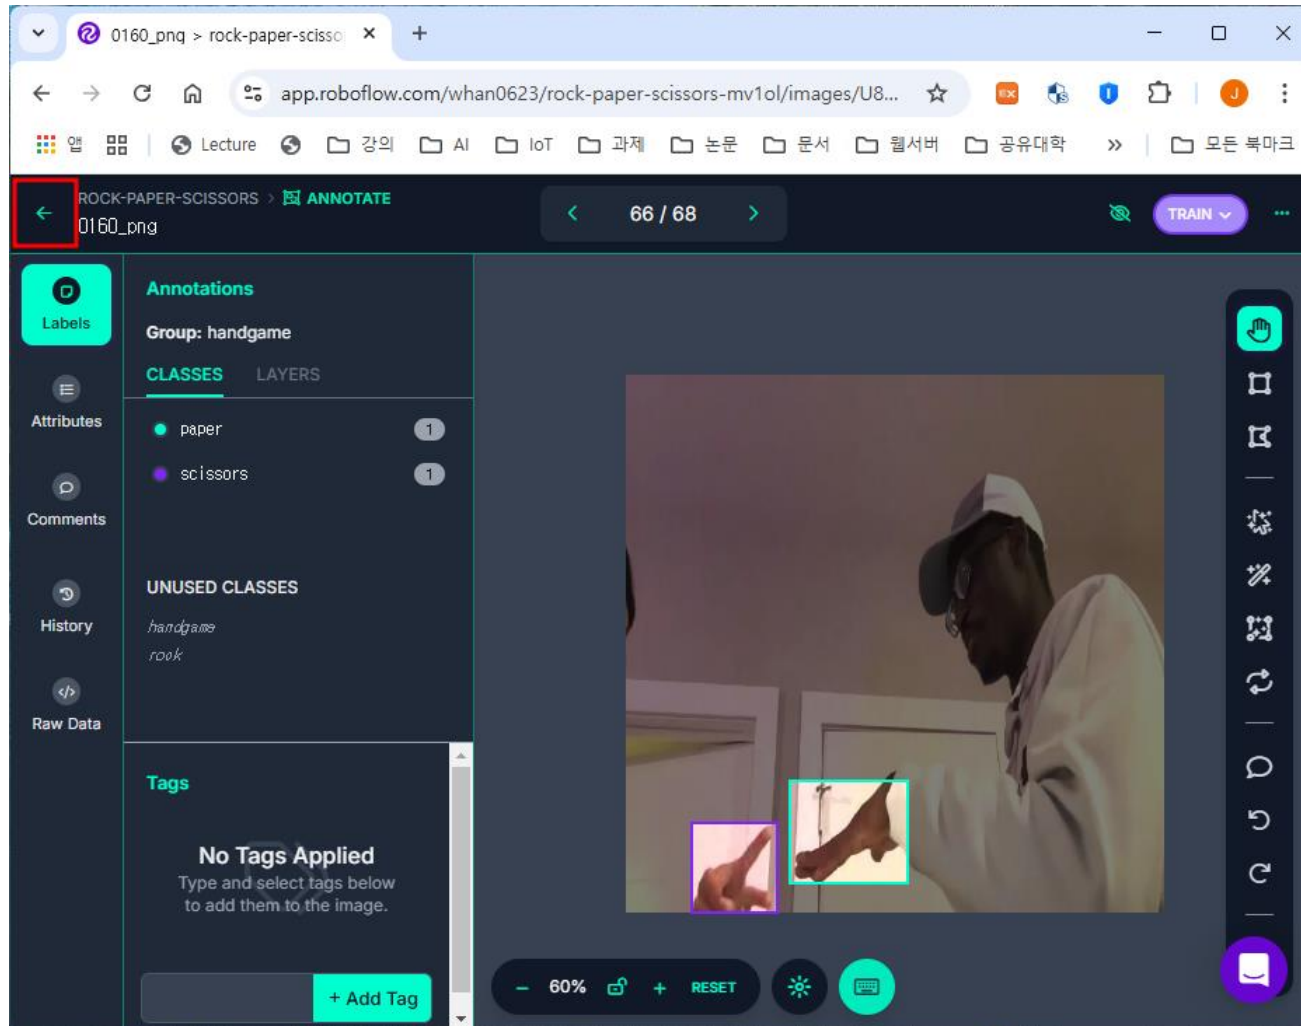 0160_png > rock-paper-scisso
app.roboflow.com/whan0623/rock-paper-scissors-mv1ol/images/U8...
EX
J
앱
Lecture
강의
AI
IoT
과제
논문
문서
웹서버
공유대학
»
모든 북마크
ROCK-PAPER-SCISSORS > ANNOTATE
0160_png
66 / 68
TRAIN
Labels
Attributes
Comments
History
Raw Data
Annotations
Group: handgame
CLASSES LAYERS
paper 1
scissors 1
UNUSED CLASSES
handgame
rook
Tags
No Tags Applied
Type and select tags below
to add them to the image.
+ Add Tag
− 60% + RESET